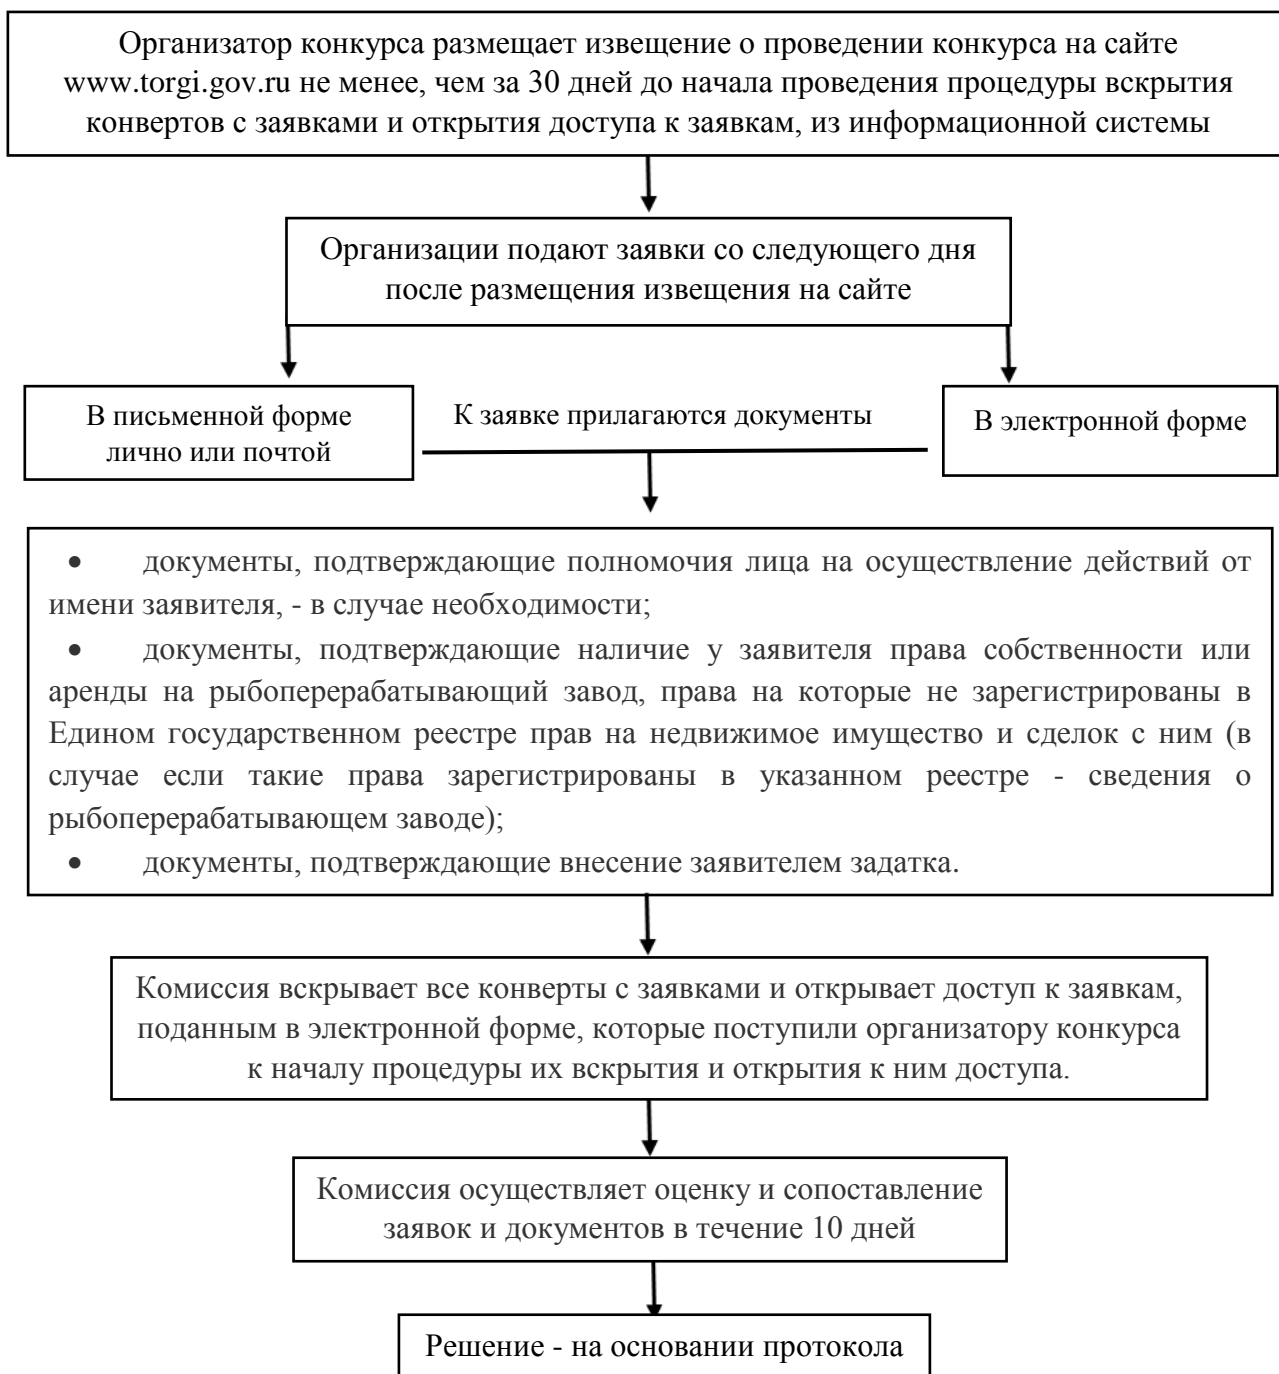 Организатор конкурса размещает извещение о проведении конкурса на сайте
www.torgi.gov.ru не менее, чем за 30 дней до начала проведения процедуры вскрытия
конвертов с заявками и открытия доступа к заявкам, из информационной системы
Организации подают заявки со следующего дня
после размещения извещения на сайте
В письменной форме
лично или почтой
К заявке прилагаются документы
В электронной форме
• документы, подтверждающие полномочия лица на осуществление действий от
имени заявителя, - в случае необходимости;
• документы, подтверждающие наличие у заявителя права собственности или
аренды на рыбоперерабатывающий завод, права на которые не зарегистрированы в
Едином государственном реестре прав на недвижимое имущество и сделок с ним (в
случае если такие права зарегистрированы в указанном реестре - сведения о
рыбоперерабатывающем заводе);
• документы, подтверждающие внесение заявителем задатка.
Комиссия вскрывает все конверты с заявками и открывает доступ к заявкам,
поданным в электронной форме, которые поступили организатору конкурса
к началу процедуры их вскрытия и открытия к ним доступа.
Комиссия осуществляет оценку и сопоставление
заявок и документов в течение 10 дней
Решение - на основании протокола